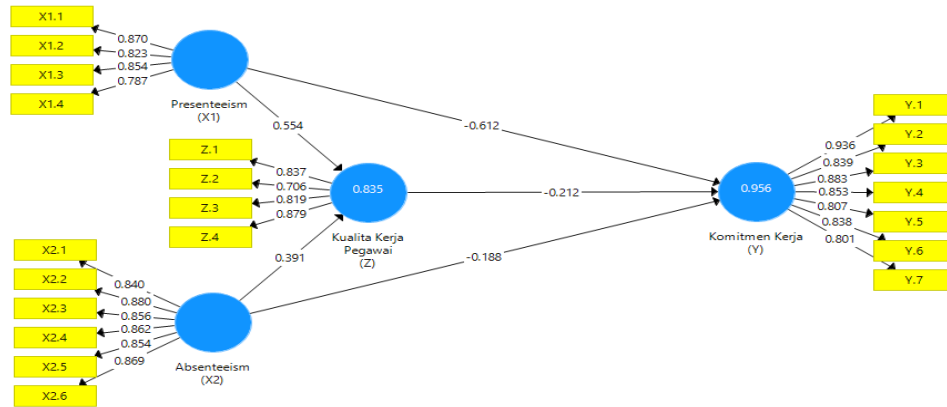 X1.1
X1.2
X1.3
X1.4
0.870
0.823
0.854
0.787
Presenteeism
(X1)
0.554
-0.612
Z.1
Z.2
Z.3
Z.4
0.837
0.706
0.819
0.879
0.835
Kualita Kerja
Pegawai
(Z)
-0.212
0.391
-0.188
X2.1
X2.2
X2.3
X2.4
X2.5
X2.6
0.840
0.880
0.856
0.862
0.854
0.869
Absenteeism
(X2)
0.956
Komitmen Kerja
(Y)
0.936
0.839
0.883
0.853
0.807
0.838
0.801
Y.1
Y.2
Y.3
Y.4
Y.5
Y.6
Y.7